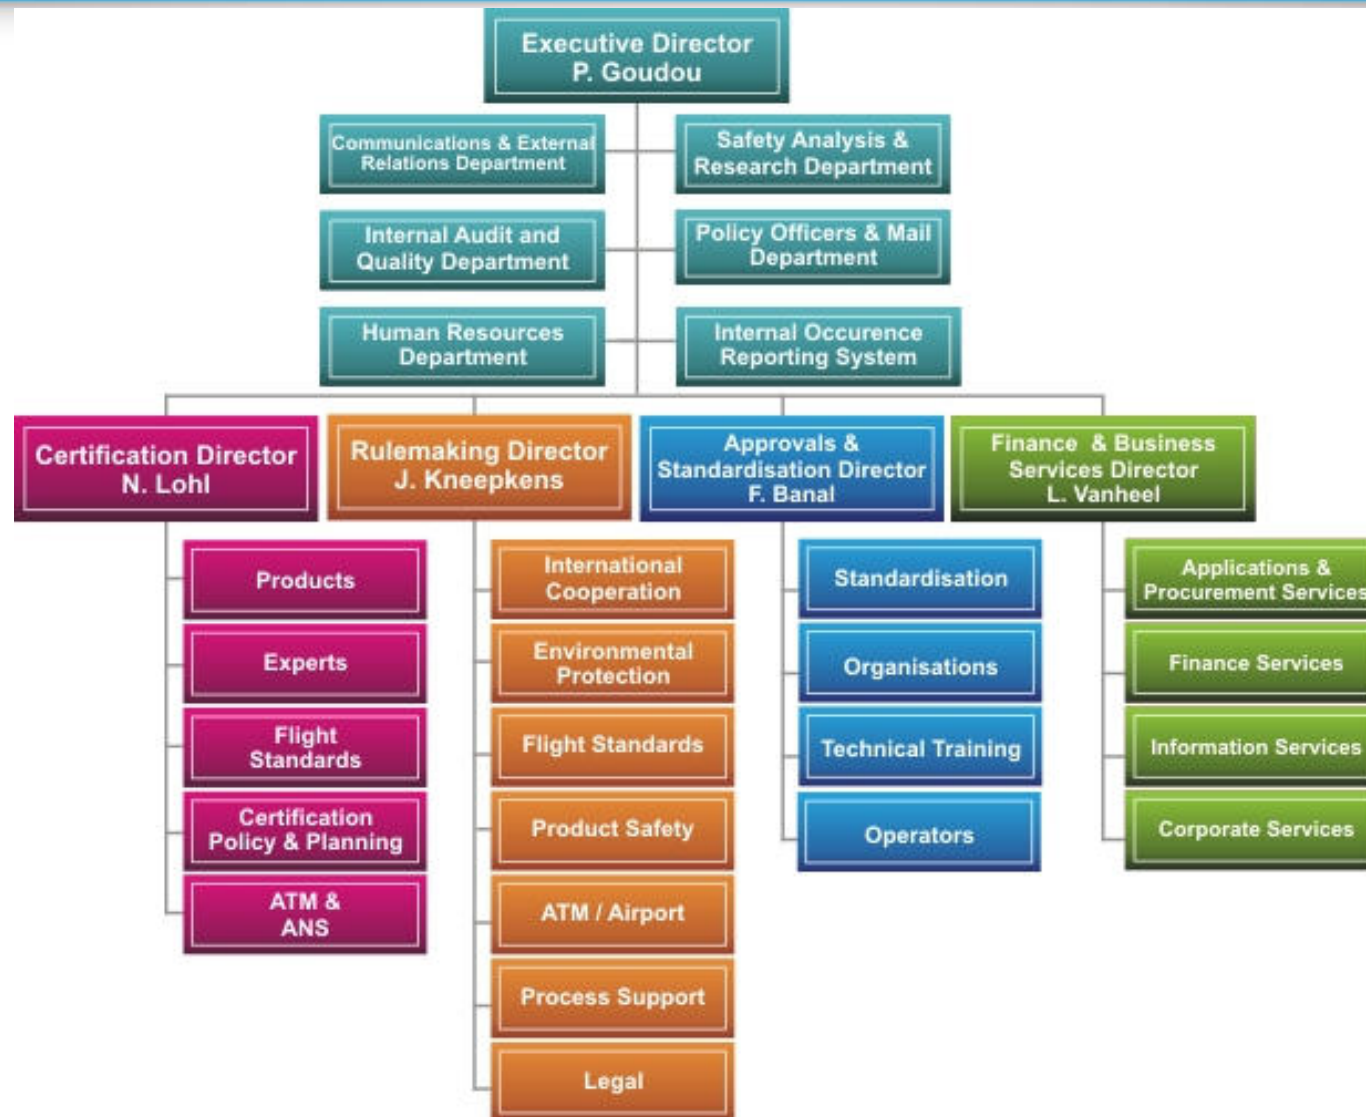 Executive Director
P. Goudou
Communications & External
Relations Department
Safety Analysis &
Research Department
Internal Audit and
Quality Department
Policy Officers & Mail
Department
Human Resources
Department
Internal Occurence
Reporting System
Certification Director
N. Lohl
Rulemaking Director
J. Kneepkens
Approvals &
Standardisation Director
F. Banal
Finance & Business
Services Director
L. Vanheel
Products
Experts
Flight
Standards
Certification
Policy & Planning
ATM &
ANS
International
Cooperation
Environmental
Protection
Flight Standards
Product Safety
ATM / Airport
Process Support
Legal
Standardisation
Organisations
Technical Training
Operators
Applications &
Procurement Services
Finance Services
Information Services
Corporate Services